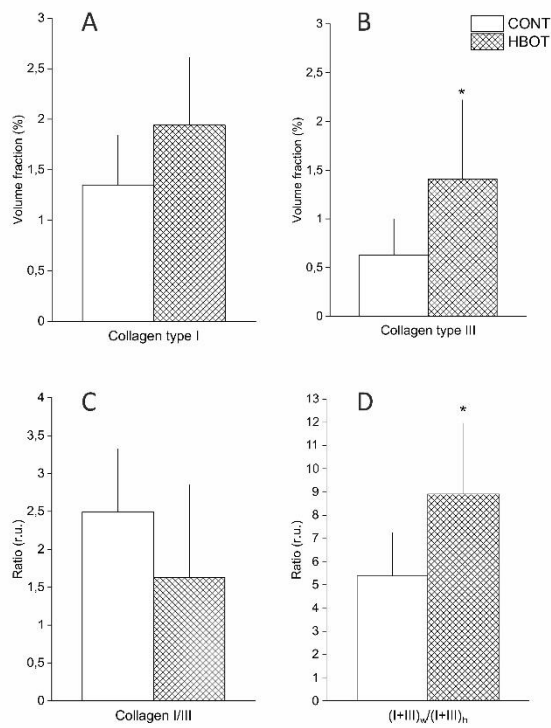 A
3
2,5
2
1,5
1
0,5
0
Volume fraction (%)
Collagen type I
B
CONT
HBOT
3
2,5
2
1,5
1
0,5
0
Volume fraction (%)
*
Collagen type III
C
4
3,5
3
2,5
2
1,5
1
0,5
0
Ratio (r.u.)
Collagen I/III
D
13
12
11
10
9
8
7
6
5
4
3
2
1
0
Ratio (r.u.)
*
(I+III)w/(I+III)h